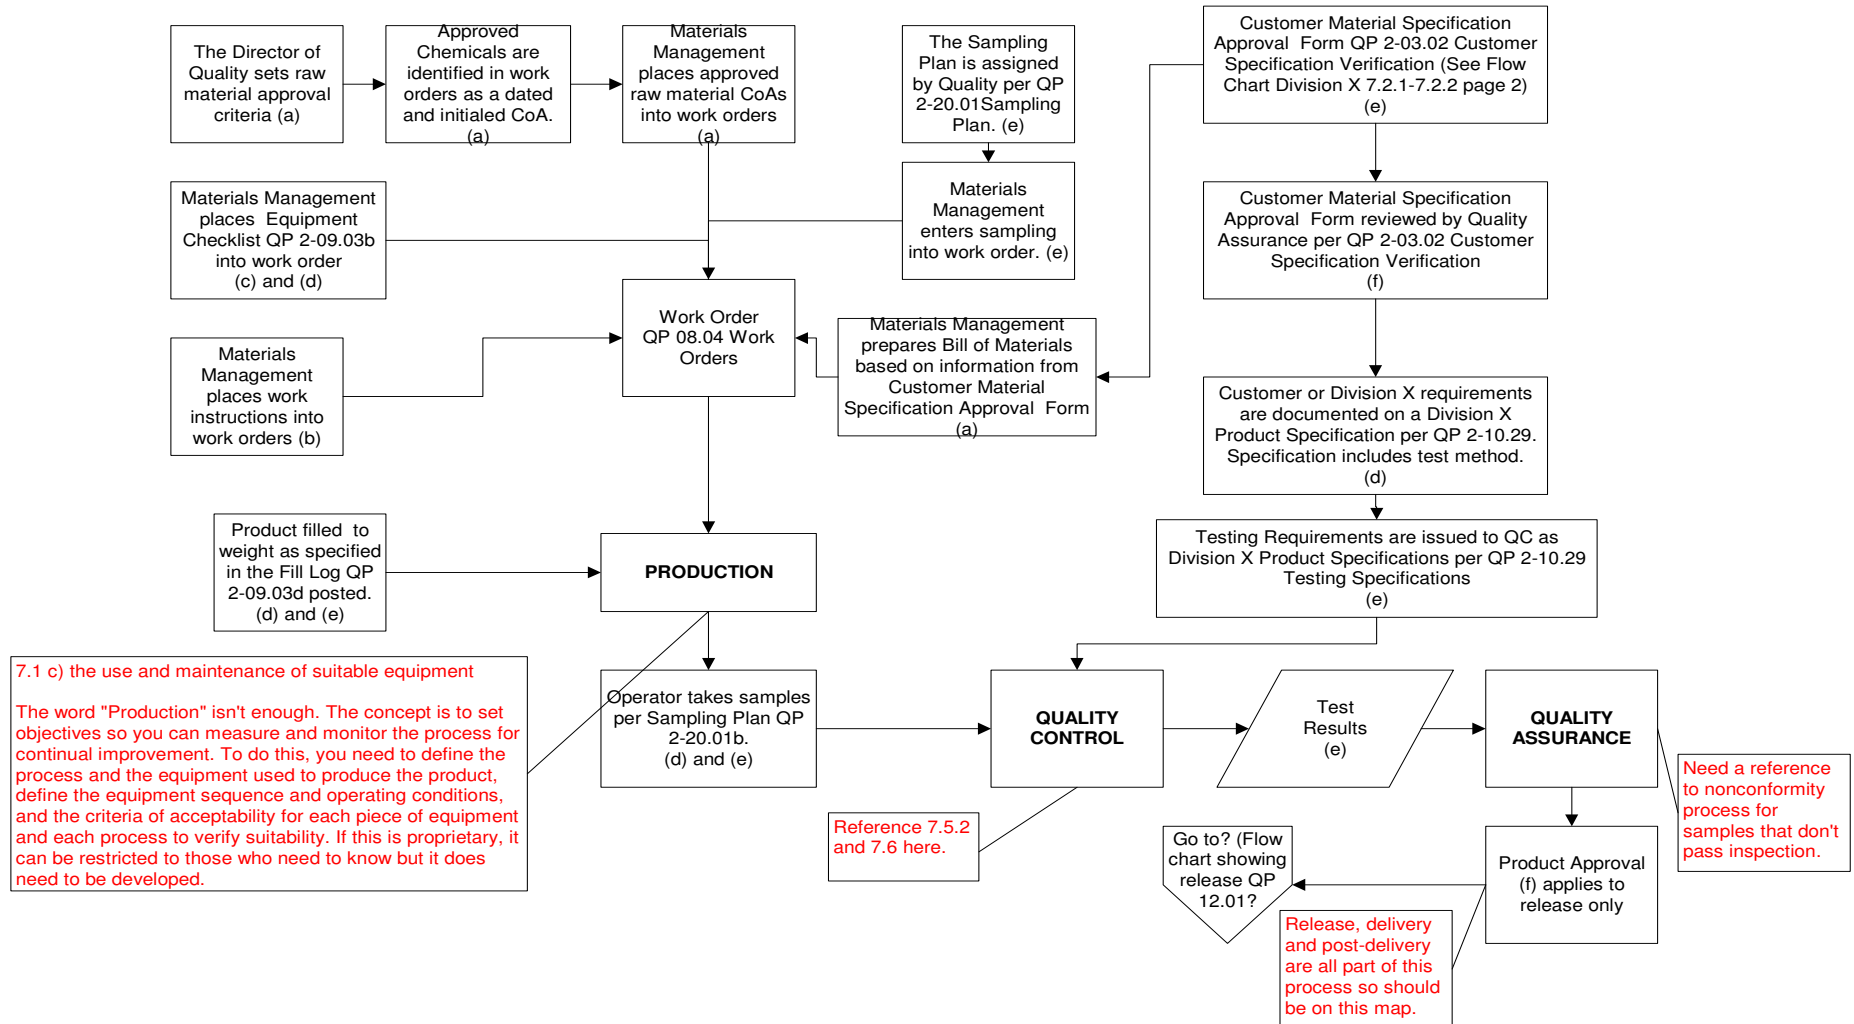 The Director of
Quality sets raw
material approval
criteria (a)
Approved
Chemicals are
identified in work
orders as a dated
and initialed CoA.
(a)
Materials
Management
places approved
raw material CoAs
into work orders
(a)
The Sampling
Plan is assigned
by Quality per QP
2-20.01Sampling
Plan. (e)
Customer Material Specification
Approval Form QP 2-03.02 Customer
Specification Verification (See Flow
Chart Division X 7.2.1-7.2.2 page 2)
(e)
Materials Management
places Equipment
Checklist QP 2-09.03b
into work order
(c) and (d)
Materials
Management
enters sampling
into work order. (e)
Customer Material Specification
Approval Form reviewed by Quality
Assurance per QP 2-03.02 Customer
Specification Verification
(f)
Materials
Management
places work
instructions into
work orders (b)
Work Order
QP 08.04 Work
Orders
Materials Management
prepares Bill of Materials
based on information from
Customer Material
Specification Approval Form
(a)
Customer or Division X requirements
are documented on a Division X
Product Specification per QP 2-10.29.
Specification includes test method.
(d)
Product filled to
weight as specified
in the Fill Log QP
2-09.03d posted.
(d) and (e)
PRODUCTION
Testing Requirements are issued to QC as
Division X Product Specifications per QP 2-10.29
Testing Specifications
(e)
7.1 c) the use and maintenance of suitable equipment
The word "Production" isn't enough. The concept is to set
objectives so you can measure and monitor the process for
continual improvement. To do this, you need to define the
process and the equipment used to produce the product,
define the equipment sequence and operating conditions,
and the criteria of acceptability for each piece of equipment
and each process to verify suitability. If this is proprietary, it
can be restricted to those who need to know but it does
need to be developed.
Operator takes samples
per Sampling Plan QP
2-20.01b.
(d) and (e)
QUALITY
CONTROL
Test
Results
(e)
QUALITY
ASSURANCE
Reference 7.5.2
and 7.6 here.
Need a reference
to nonconformity
process for
samples that don't
pass inspection.
Go to? (Flow
chart showing
release QP
12.01?
Product Approval
(f) applies to
release only
Release, delivery
and post-delivery
are all part of this
process so should
be on this map.